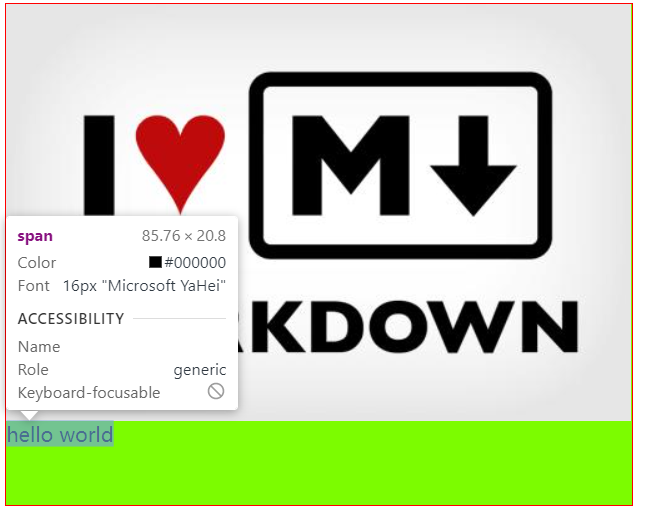 I ♥ M↓
RKDOWN
span 85.76 × 20.8
Color #000000
Font 16px "Microsoft YaHei"
ACCESSIBILITY
Name
Role generic
Keyboard-focusable
hello world